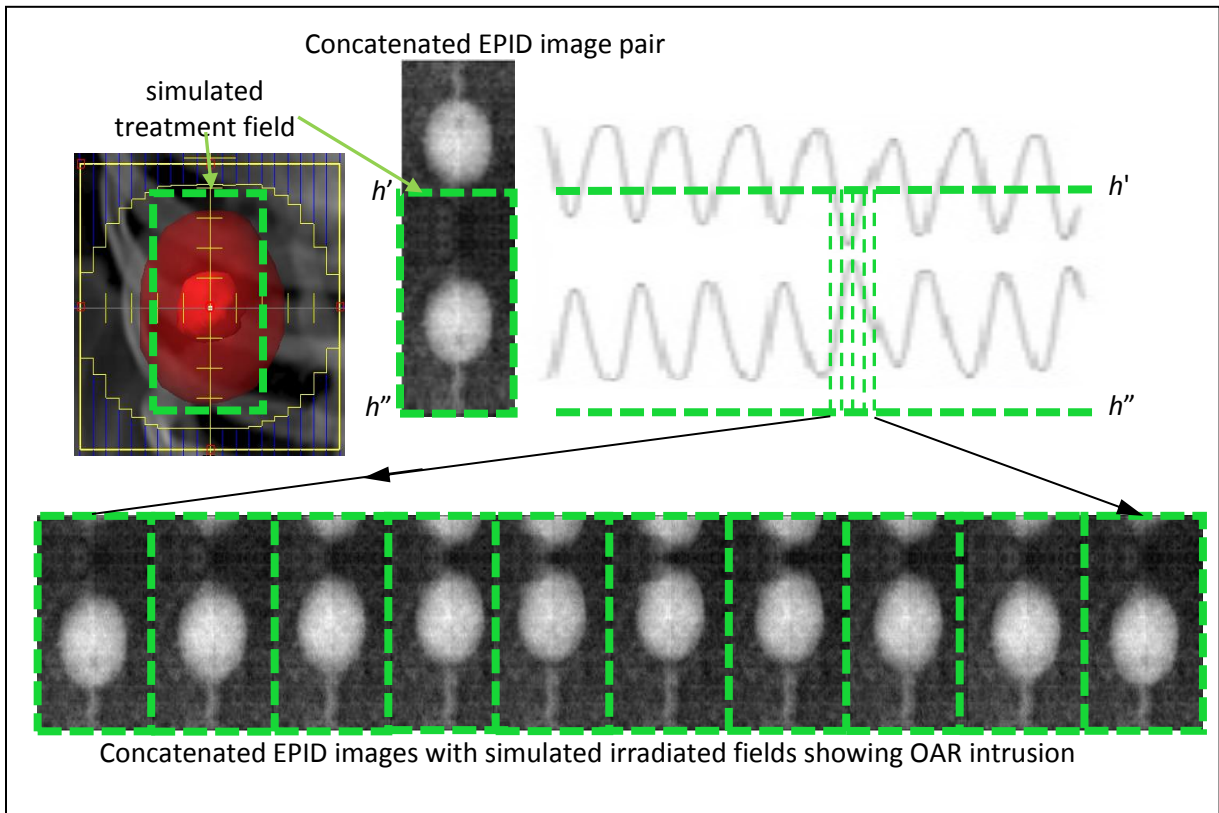 Concatenated EPID image pair
simulated
treatment field
h’
h'
h”
h”
Concatenated EPID images with simulated irradiated fields showing OAR intrusion